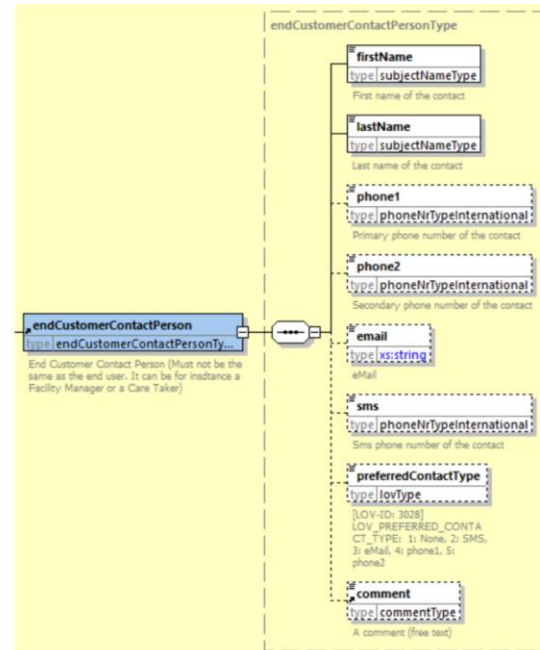 endCustomerContactPersonType
firstName
type subjectNameType
First name of the contact
lastName
type subjectNameType
Last name of the contact
phone1
type phoneNrTypeInternational
Primary phone number of the contact
phone2
type phoneNrTypeInternational
Secondary phone number of the contact
endCustomerContactPerson
type endCustomerContactPersonTy...
End Customer Contact Person (Must not be the
same as the end user. It can be for insdtance a
Facility Manager or a Care Taker)
email
type xs:string
eMail
sms
type phoneNrTypeInternational
Sms phone number of the contact
preferredContactType
type lovType
[LOV-ID: 3028]
LOV_PREFERRED_CONTA
CT_TYPE: 1: None, 2: SMS,
3: eMail, 4: phone1, 5:
phone2
comment
type commentType
A comment (free text)